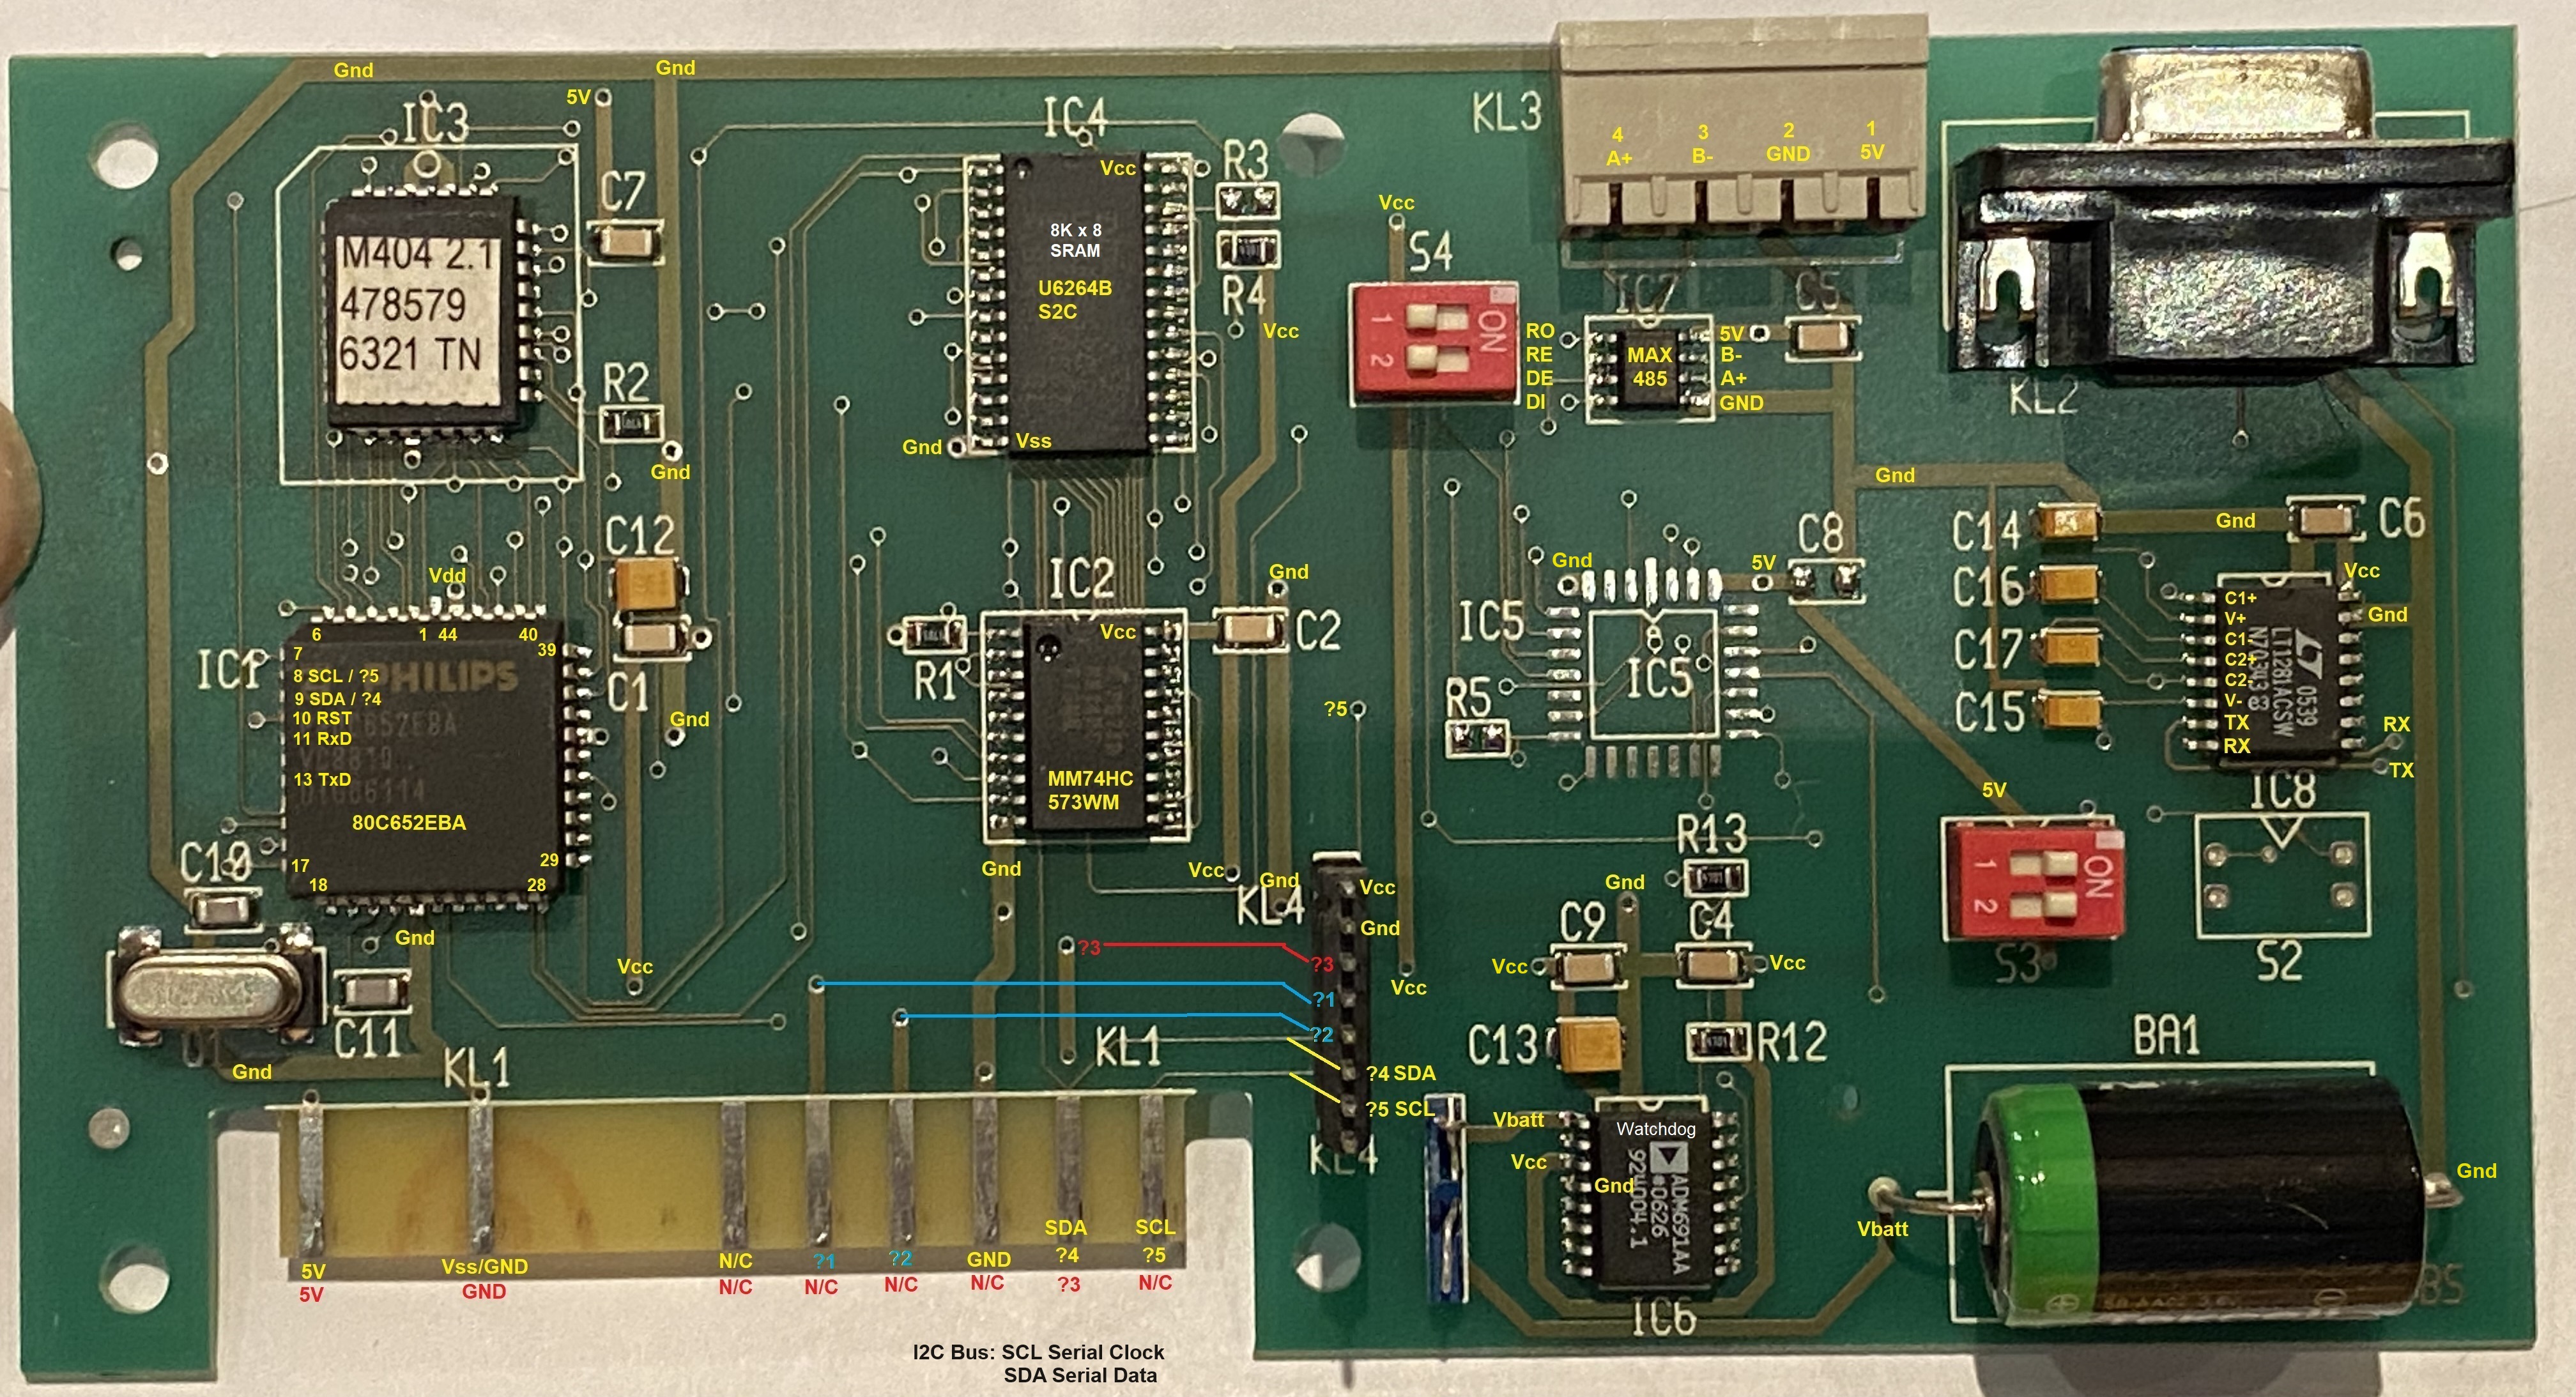 Gnd
Gnd
5V
IC3
IC4
KL3
4
A+
3
B-
2
GND
1
5V
Vcc
C7
R3
8K x 8
SRAM
U6264B
S2C
M404 2.1
478579
6321 TN
Vcc
S4
R4
Vcc
IC7
C5
RO
RE
DE
DI
MAX
485
5V
B-
A+
GND
1
2
ON
KL2
R2
Gnd
Gnd
Vss
Gnd
C12
Vdd
IC2
Gnd
Gnd
5V
C8
C14
Gnd
C6
C16
Vcc
6
1
44
40
IC1
7
39
8 SCL / ?5
9 SDA / ?4
10 RST
11 RxD
13 TxD
PHILIPS
80C652EBA
17
29
18
28
C1
Gnd
R1
Vcc
C2
MM74HC
573WM
IC5
IC5
R5
?5
C17
C15
C1+
V+
C1-
C2+
C2-
V-
TX
RX
LT1281ACSW
0539
Gnd
RX
TX
IC8
5V
R13
C10
Gnd
Gnd
Vcc
Gnd
KL4
Vcc
Gnd
?3
?3
?1
?2
?4 SDA
?5 SCL
Gnd
C9
C4
Vcc
Vcc
Vcc
1
2
ON
S3
S2
Vcc
C11
C13
R12
BA1
Gnd
KL1
KL1
KL4
Vbatt
Vcc
Watchdog
Gnd
ADM691AA
0626
IC6
Vbatt
Gnd
5V
5V
Vss/GND
GND
N/C
N/C
?1
N/C
?2
N/C
GND
N/C
SDA
?4
?3
SCL
?5
N/C
I2C Bus: SCL Serial Clock
SDA Serial Data